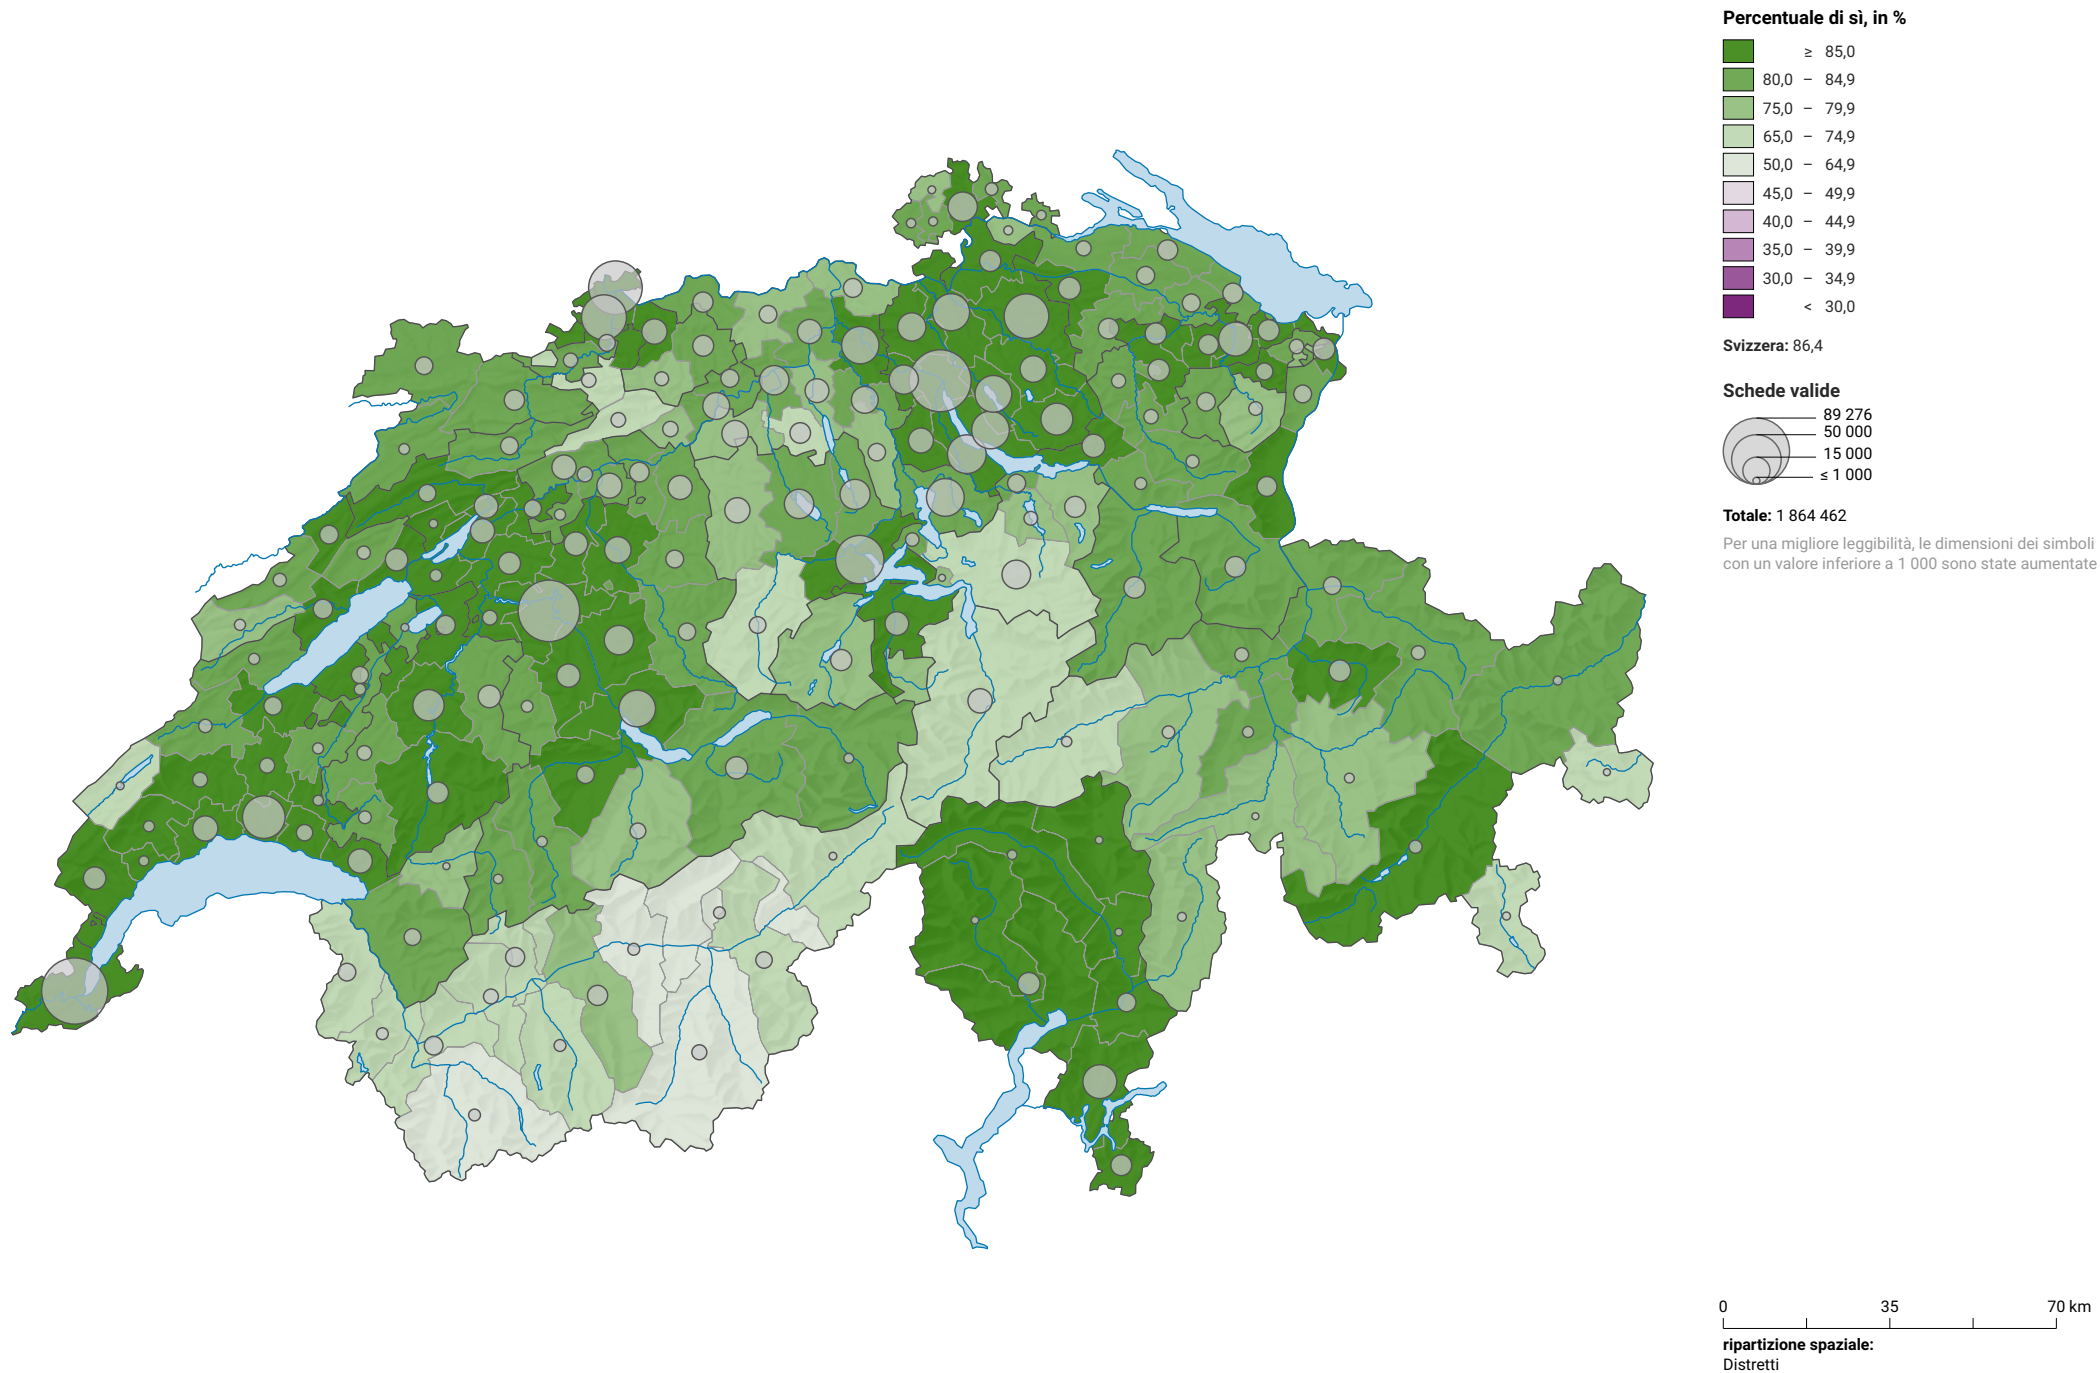 Percentuale di sì, in %
≥ 85,0
80,0 – 84,9
75,0 – 79,9
65,0 – 74,9
50,0 – 64,9
45,0 – 49,9
40,0 – 44,9
35,0 – 39,9
30,0 – 34,9
< 30,0
Svizzera: 86,4
Schede valide
89 276
50 000
15 000
≤ 1 000
Totale: 1 864 462
Per una migliore leggibilità, le dimensioni dei simboli
con un valore inferiore a 1 000 sono state aumentate
0 35 70 km
ripartizione spaziale:
Distretti